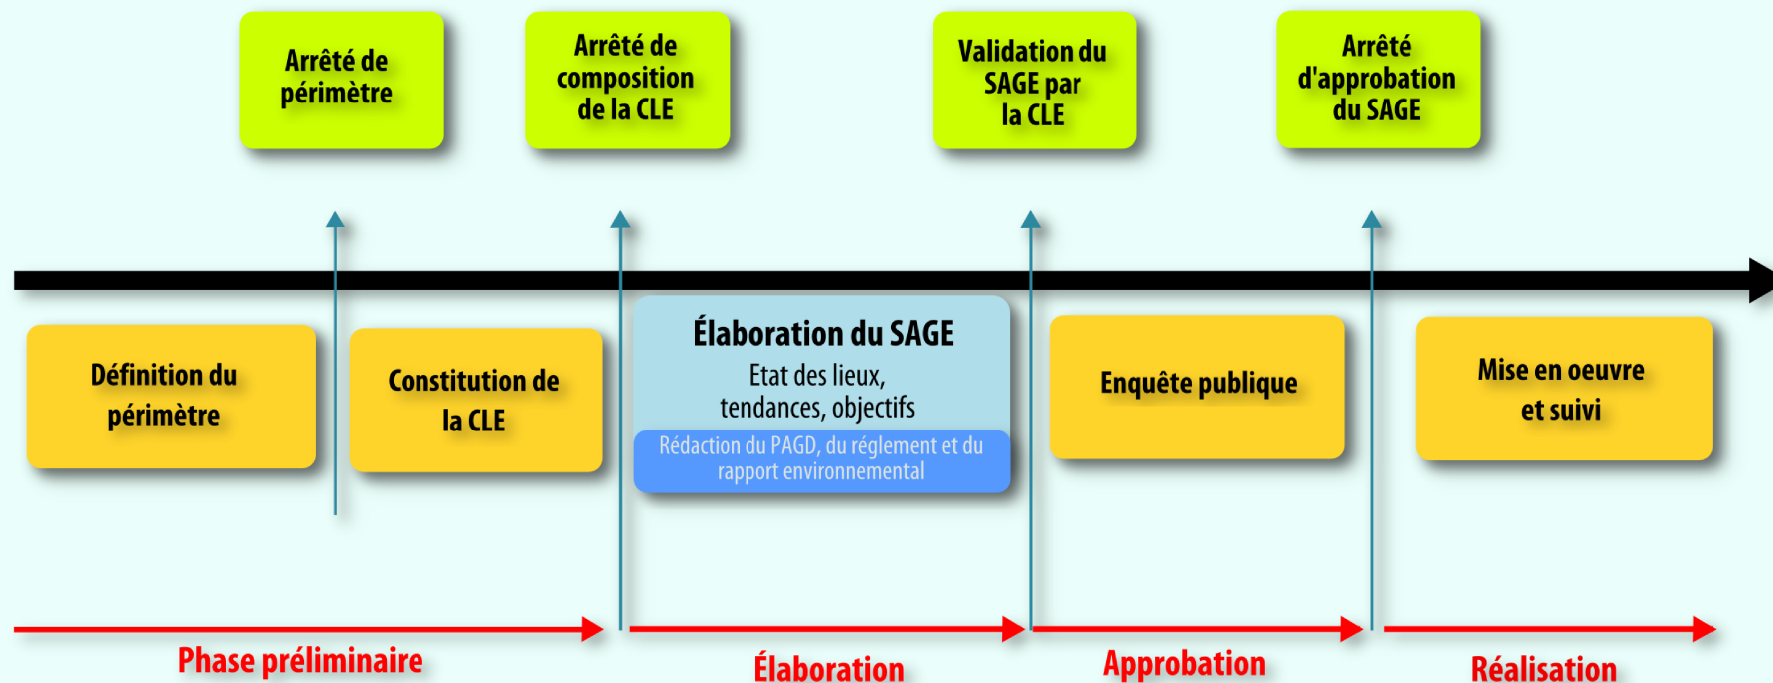 Arrêté de
périmètre
Arrêté de
composition
de la CLE
Validation du
SAGE par
la CLE
Arrêté
d'approbation
du SAGE
Définition du
périmètre
Constitution de
la CLE
Élaboration du SAGE
Etat des lieux,
tendances, objectifs
Rédaction du PAGD, du réglement et du
rapport environnemental
Enquête publique
Mise en oeuvre
et suivi
Phase préliminaire
Élaboration
Approbation
Réalisation